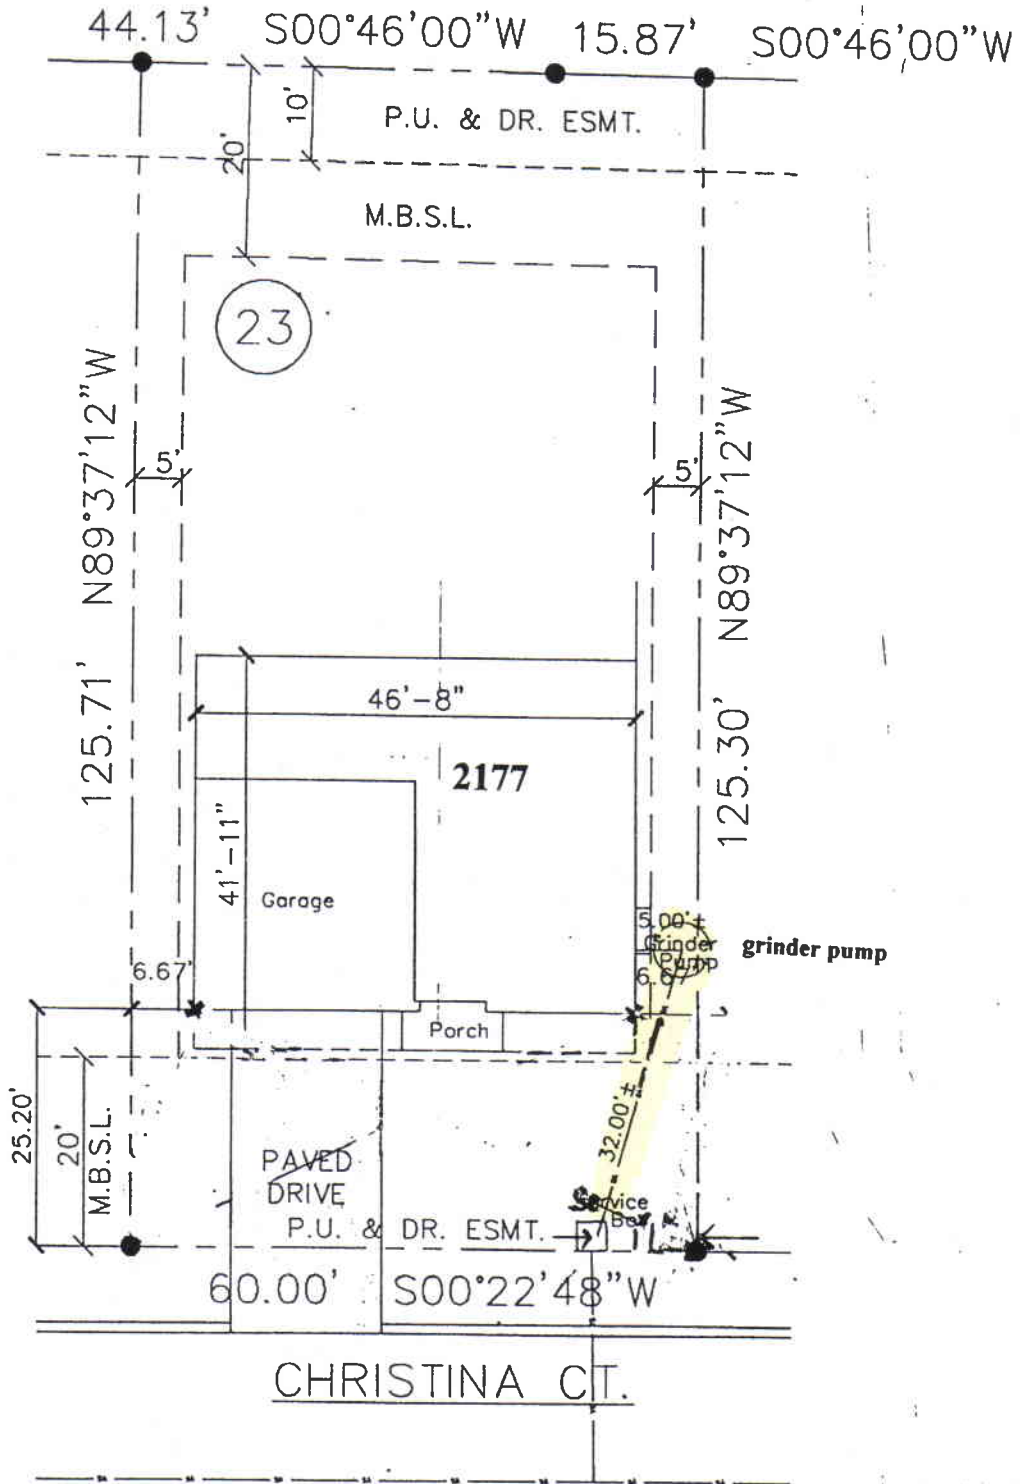 44.13' S00°46'00"W 15.87' S00°46'00"W
10'
20'
P.U. & DR. ESMT.
M.B.S.L.
23
N89°37'12"W
125.71'
5'
5'
N89°37'12"W
125.30'
46'-8"
2177
41'-11"
Garage
5.00'±
Grinder
Pump
grinder pump
6.67'
6.67'
Porch
25.20'
20'
M.B.S.L.
32.00'±
PAVED
DRIVE
Service
Box
P.U. & DR. ESMT.
60.00' S00°22'48"W
CHRISTINA CT.